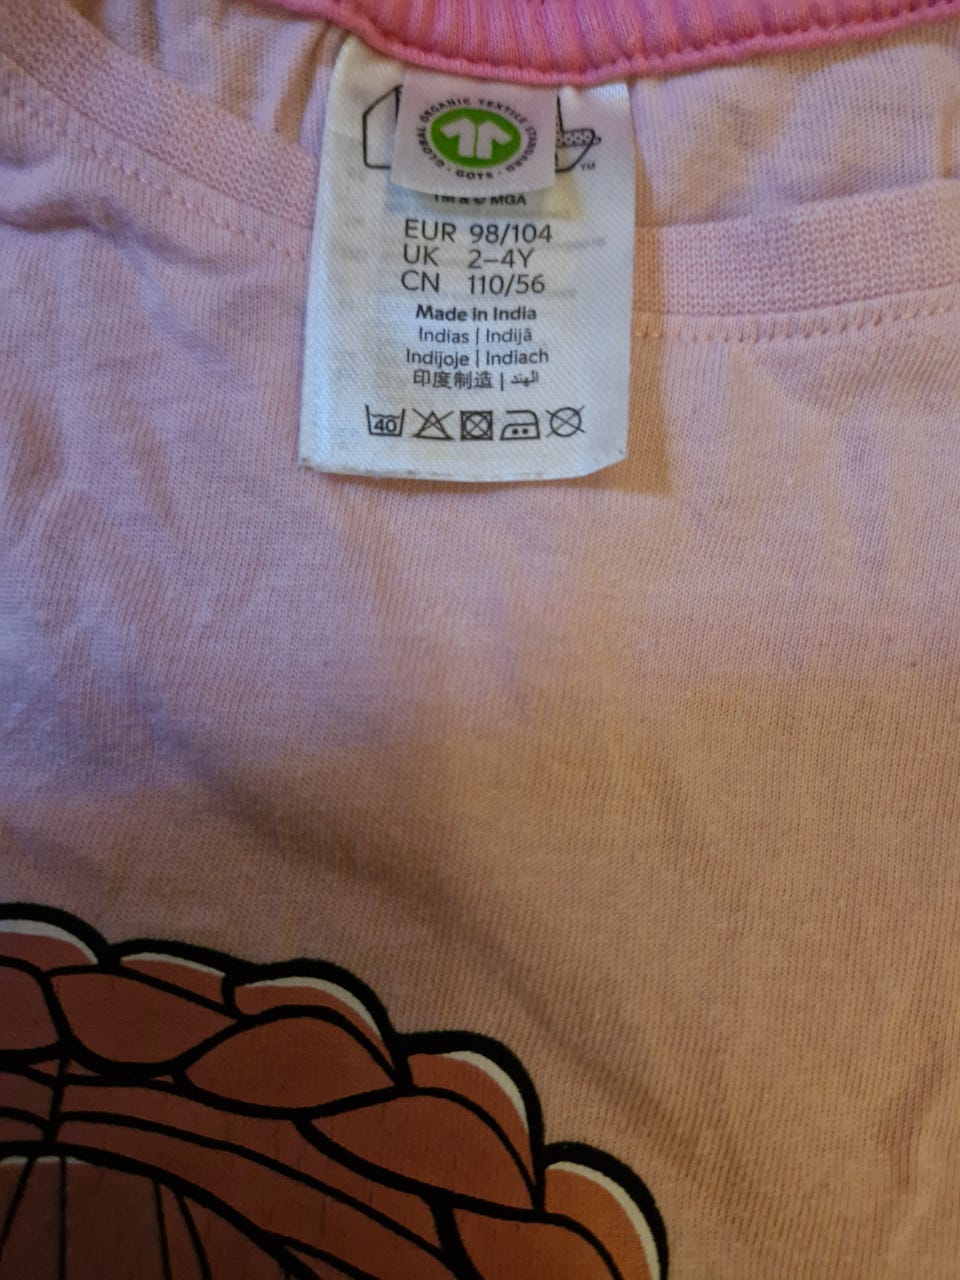 GLOBAL ORGANIC TEXTILE STANDARD · GOTS ·
TM
TM & © MGA
EUR 98/104
UK 2–4Y
CN 110/56
Made in India
Indias | Indijā
Indijoje | Indiach
印度制造 | الهند
40